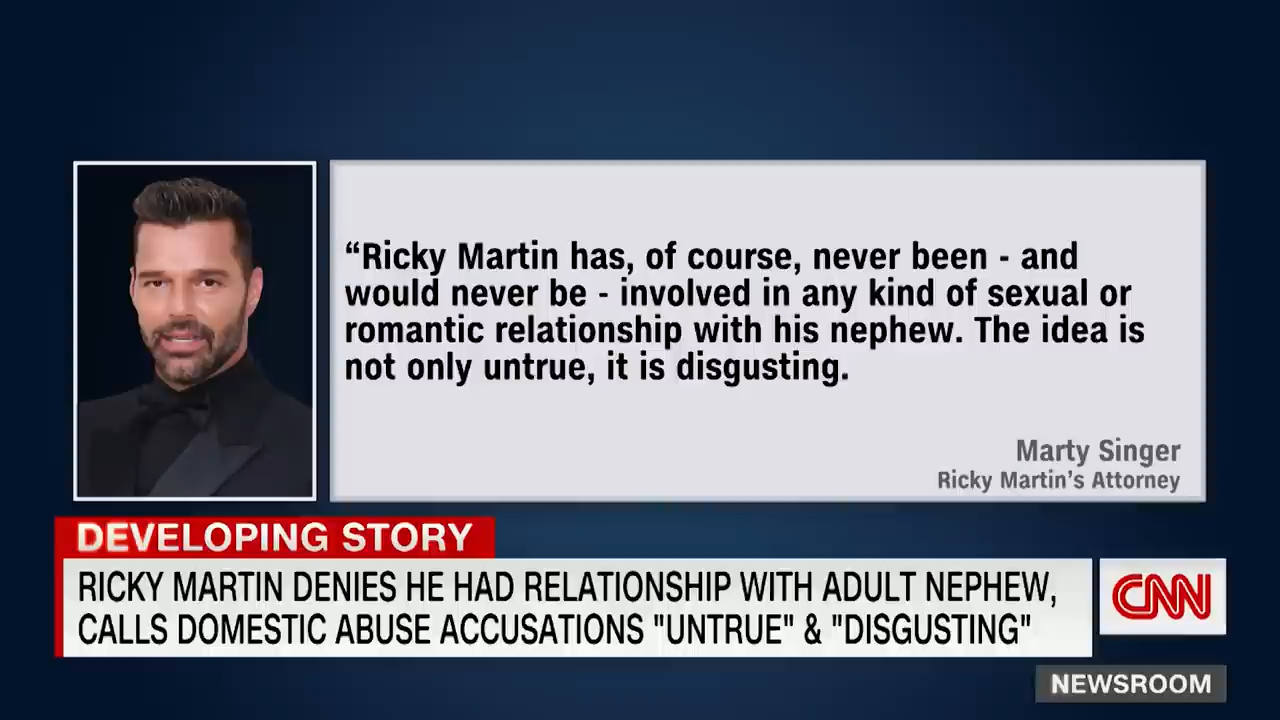 “Ricky Martin has, of course, never been - and
would never be - involved in any kind of sexual or
romantic relationship with his nephew. The idea is
not only untrue, it is disgusting.
Marty Singer
Ricky Martin’s Attorney
DEVELOPING STORY
RICKY MARTIN DENIES HE HAD RELATIONSHIP WITH ADULT NEPHEW,
CALLS DOMESTIC ABUSE ACCUSATIONS "UNTRUE" & "DISGUSTING"
CNN
NEWSROOM